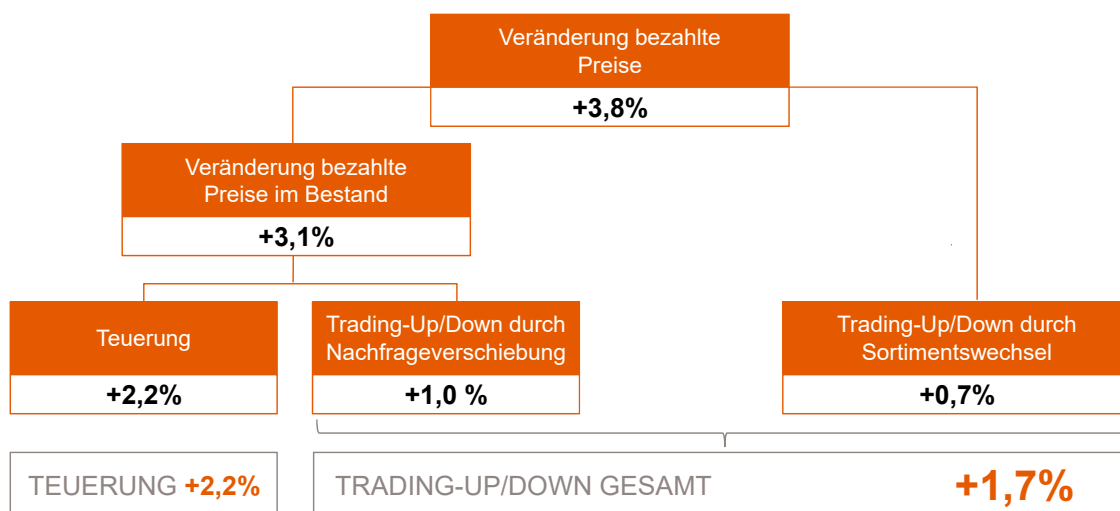 Veränderung bezahlte
Preise
+3,8%
Veränderung bezahlte
Preise im Bestand
+3,1%
Teuerung
+2,2%
Trading-Up/Down durch
Nachfrageverschiebung
+1,0 %
Trading-Up/Down durch
Sortimentswechsel
+0,7%
TEUERUNG +2,2%
TRADING-UP/DOWN GESAMT +1,7%